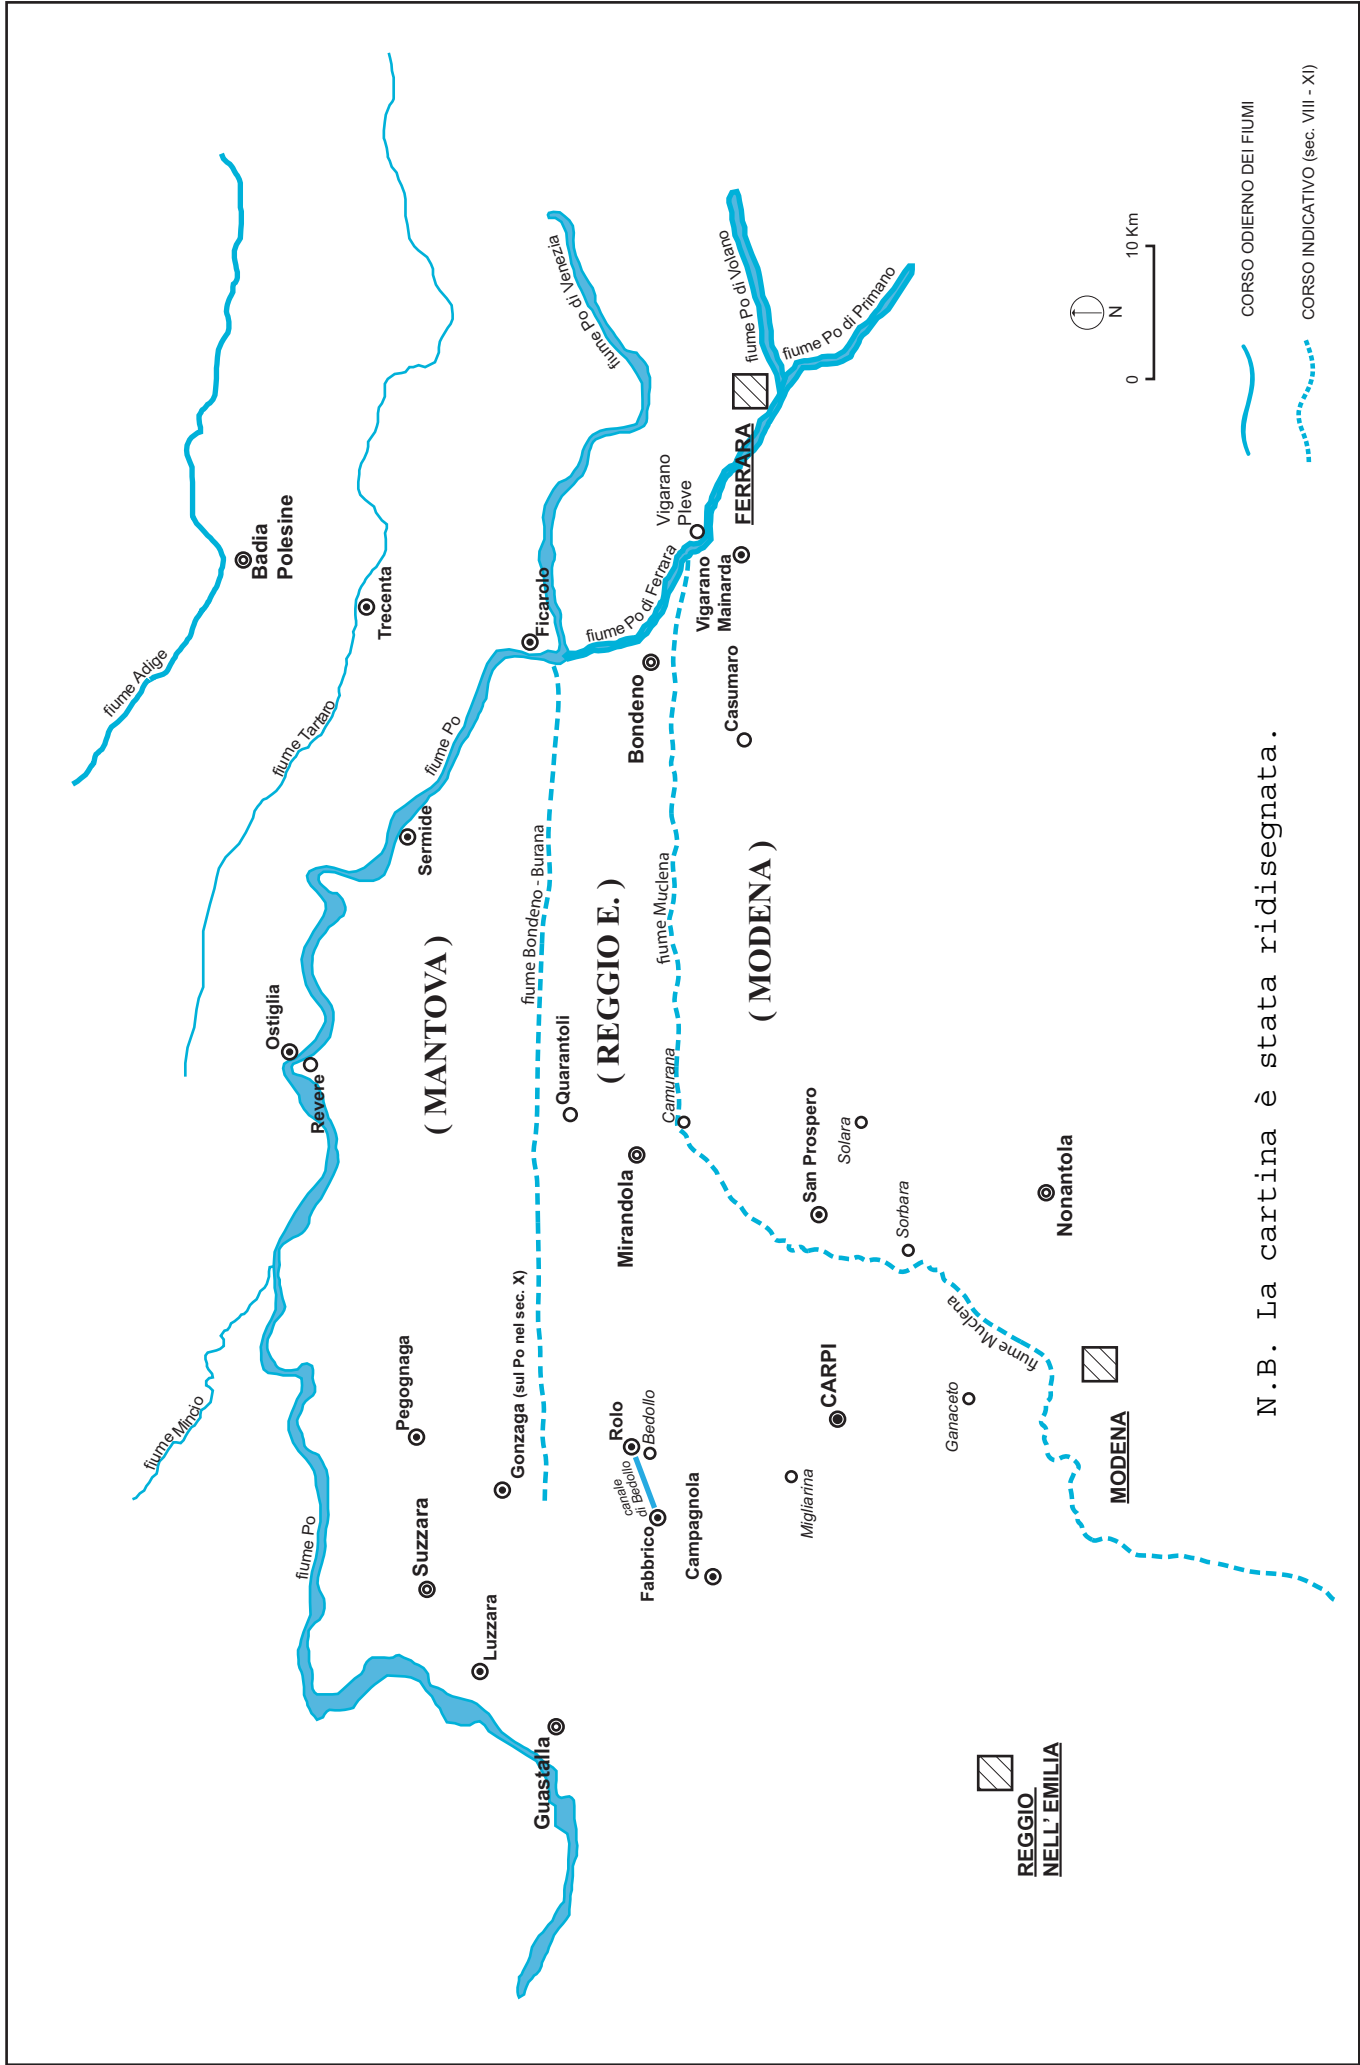 fiume Adige
Badia
Polesine
fiume Tartaro
Trecenta
fiume Po di Venezia
Ficarolo
fiume Po
Sermide
Ostiglia
Revere
fiume Mincio
fiume Po
Pegognaga
Suzzara
Luzzara
Guastalla
Gonzaga (sul Po nel sec. X)
( MANTOVA )
fiume Bondeno - Burana
Quarantoli
( REGGIO E. )
Mirandola
Rolo
Bedollo
canale
di Bedollo
Fabbrico
Campagnola
Migliarina
CARPI
fiume Muclena
Camurana
( MODENA )
Bondeno
Casumaro
fiume Po di Ferrara
Vigarano
Pieve
Vigarano
Mainarda
FERRARA
fiume Po di Volano
fiume Po di Primano
San Prospero
Solara
Sorbara
Nonantola
fiume Muclena
Ganaceto
MODENA
REGGIO
NELL' EMILIA
N
0
10 Km
CORSO ODIERNO DEI FIUMI
CORSO INDICATIVO (sec. VIII - XI)
N.B. La cartina è stata ridisegnata.